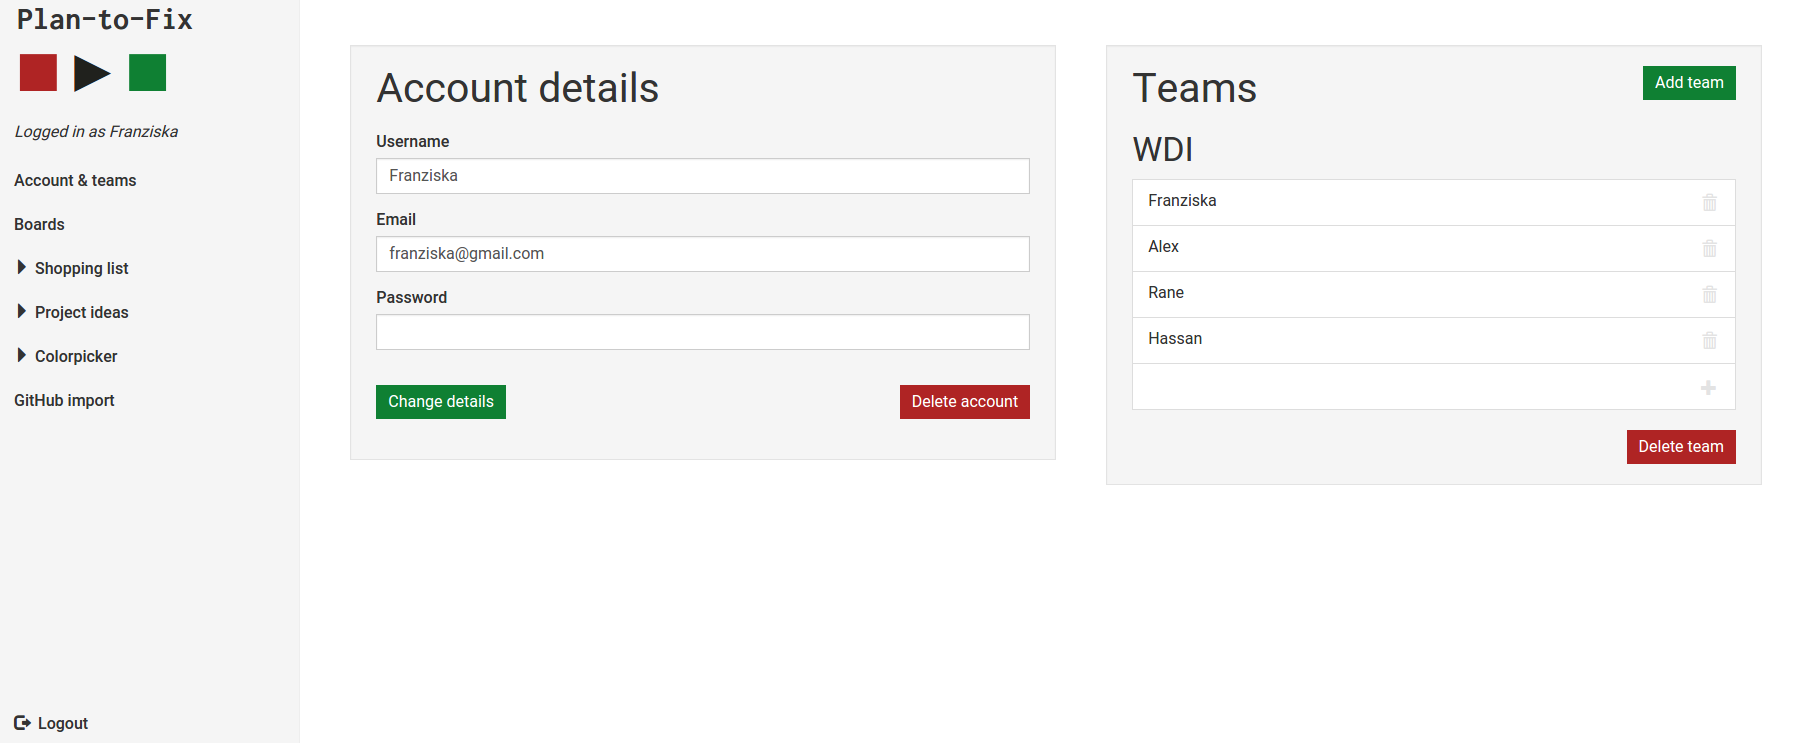 Plan-to-Fix
Logged in as Franziska
Account & teams
Boards
Shopping list
Project ideas
Colorpicker
GitHub import
Logout
Account details
Username
Franziska
Email
franziska@gmail.com
Password
Change details
Delete account
Teams
Add team
WDI
Franziska
Alex
Rane
Hassan
Delete team